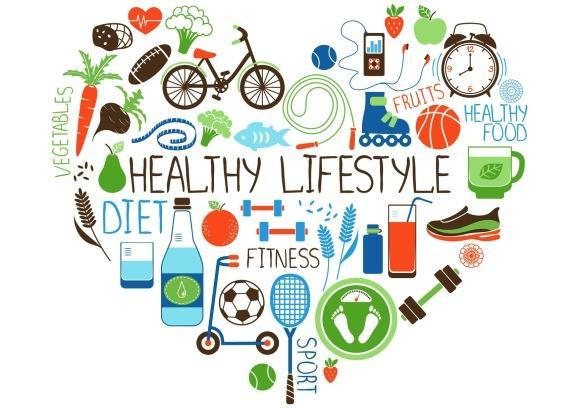 VEGETABLES
FRUITS
HEALTHY
FOOD
HEALTHY LIFESTYLE
DIET
FITNESS
SPORT